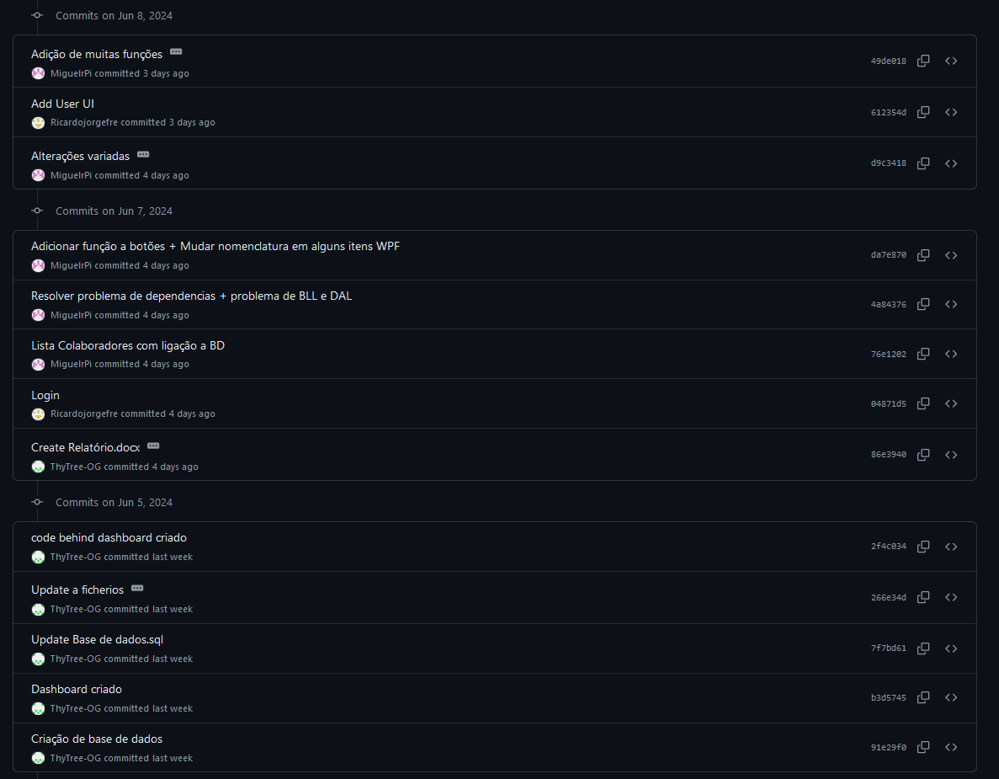 Commits on Jun 8, 2024
Adição de muitas funções
49de018
MiguelrPi committed 3 days ago
Add User UI
612354d
Ricardojorgefre committed 3 days ago
Alterações variadas
d9c3418
MiguelrPi committed 4 days ago
Commits on Jun 7, 2024
Adicionar função a botões + Mudar nomenclatura em alguns itens WPF
da7e870
MiguelrPi committed 4 days ago
Resolver problema de dependencias + problema de BLL e DAL
4a84376
MiguelrPi committed 4 days ago
Lista Colaboradores com ligação a BD
76e1202
MiguelrPi committed 4 days ago
Login
04871d5
Ricardojorgefre committed 4 days ago
Create Relatório.docx
86e3940
ThyTree-OG committed 4 days ago
Commits on Jun 5, 2024
code behind dashboard criado
2f4c034
ThyTree-OG committed last week
Update a ficherios
266e34d
ThyTree-OG committed last week
Update Base de dados.sql
7f7bd61
ThyTree-OG committed last week
Dashboard criado
b3d5745
ThyTree-OG committed last week
Criação de base de dados
91e29f0
ThyTree-OG committed last week